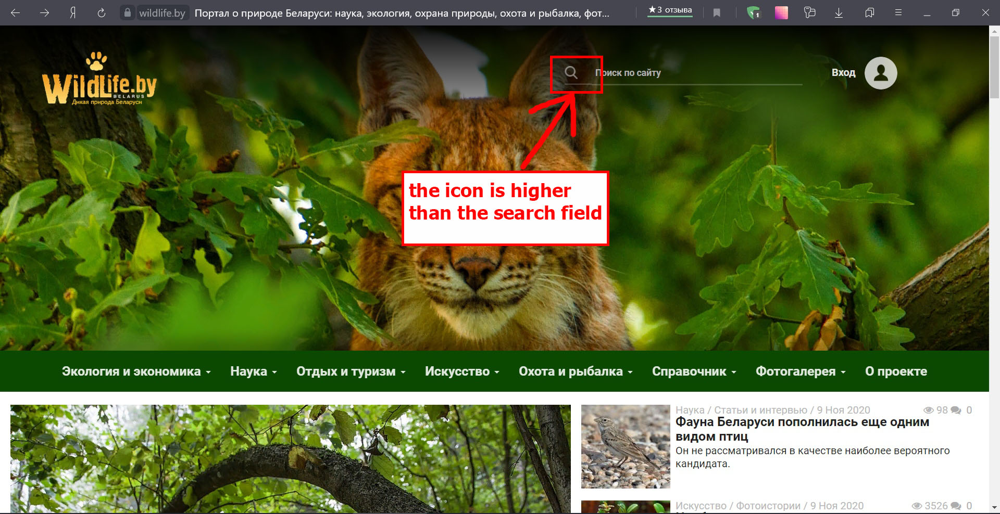 Я
wildlife.by
Портал о природе Беларуси: наука, экология, охрана природы, охота и рыбалка, фот...
★3 отзыва
1
WildLife.by
BELARUS
Дикая природа Беларуси
Поиск по сайту
Вход
the icon is higher
than the search field
Экология и экономика
Наука
Отдых и туризм
Искусство
Охота и рыбалка
Справочник
Фотогалерея
О проекте
Наука / Статьи и интервью / 9 Ноя 2020
98
0
Фауна Беларуси пополнилась еще одним
видом птиц
Он не рассматривался в качестве наиболее вероятного
кандидата.
Искусство / Фотоистории / 9 Ноя 2020
3526
0